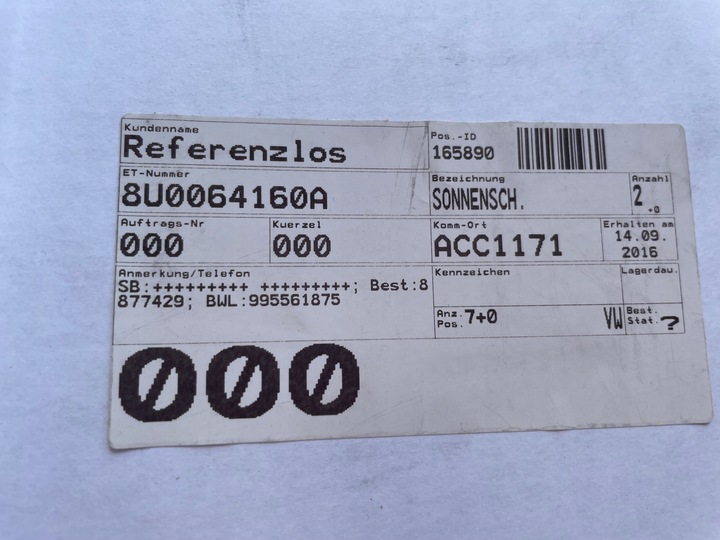 Kundenname
Referenzlos
Pos.-ID
165890
ET-Nummer
8U0064160A
Bezeichnung
SONNENSCH.
Anzahl
2 +0
Auftrags-Nr
000
Kuerzel
000
Komm-Ort
ACC1171
Erhalten am
14.09.
2016
Anmerkung/Telefon
SB:+++++++++ +++++++++; Best:8
877429; BWL:995561875
Kennzeichen
Lagerdau.
Anz.
Pos. 7+0
VW
Best.
Stat. ?
000